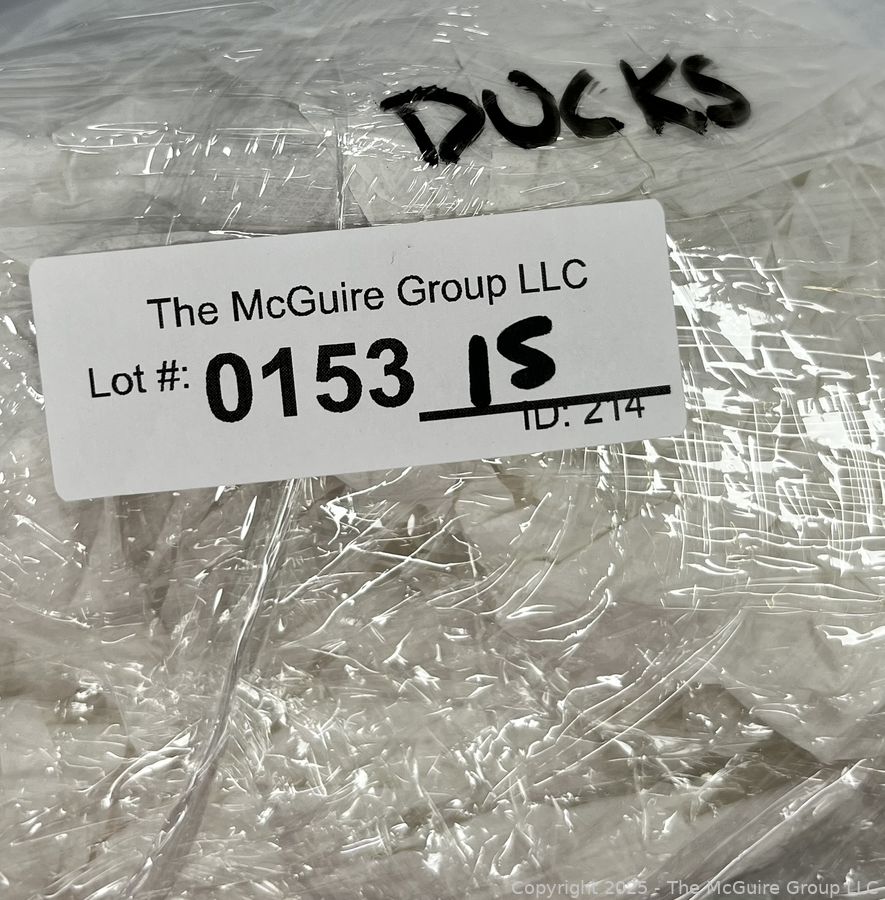 DUCKS
The McGuire Group LLC
Lot #: 0153 1S
ID: 214
Copyright 2025 - The McGuire Group LLC